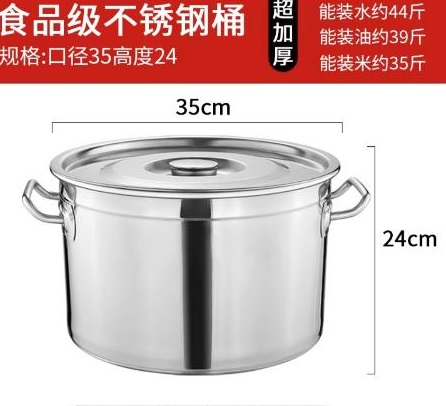 食品级不锈钢桶
规格:口径35高度24
超加厚
能装水约44斤
能装油约39斤
能装米约35斤
35cm
24cm